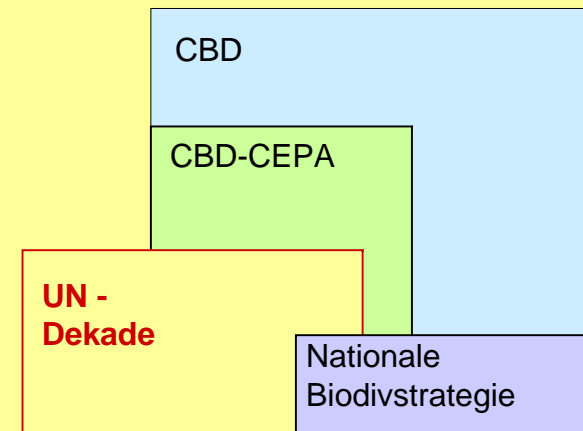 CBD
CBD-CEPA
UN -
Dekade
Nationale
Biodivstrategie